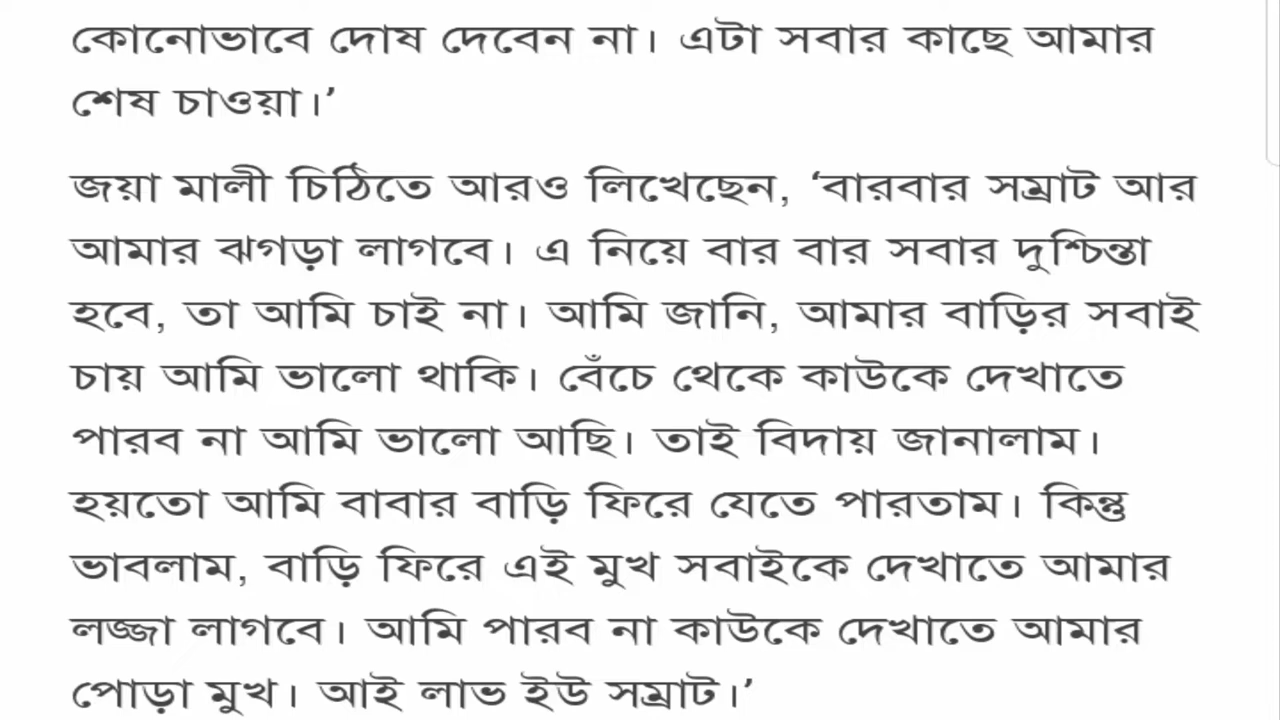 কোনোভাবে দোষ দেবেন না। এটা সবার কাছে আমার
শেষ চাওয়া।’
জয়া মালী চিঠিতে আরও লিখেছেন, ‘বারবার সম্রাট আর
আমার ঝগড়া লাগবে। এ নিয়ে বার বার সবার দুশ্চিন্তা
হবে, তা আমি চাই না। আমি জানি, আমার বাড়ির সবাই
চায় আমি ভালো থাকি। বেঁচে থেকে কাউকে দেখাতে
পারব না আমি ভালো আছি। তাই বিদায় জানালাম।
হয়তো আমি বাবার বাড়ি ফিরে যেতে পারতাম। কিন্তু
ভাবলাম, বাড়ি ফিরে এই মুখ সবাইকে দেখাতে আমার
লজ্জা লাগবে। আমি পারব না কাউকে দেখাতে আমার
পোড়া মুখ। আই লাভ ইউ সম্রাট।’